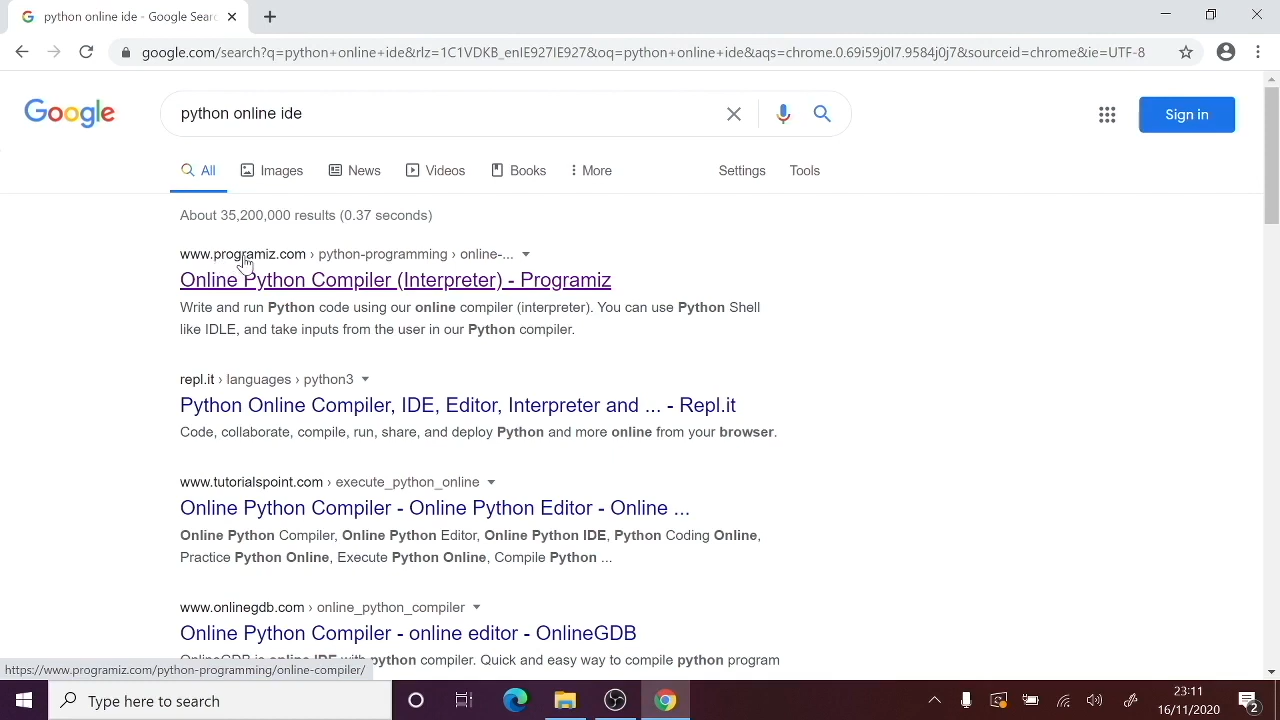 python online ide - Google Sear
google.com/search?q=python+online+ide&rlz=1C1VDKB_enIE927IE927&oq=python+online+ide&aqs=chrome.0.69i59j0l7.9584j0j7&sourceid=chrome&ie=UTF-8
Google
python online ide
Sign in
All Images News Videos Books More Settings Tools
About 35,200,000 results (0.37 seconds)
www.programiz.com › python-programming › online-...
Online Python Compiler (Interpreter) - Programiz
Write and run Python code using our online compiler (interpreter). You can use Python Shell
like IDLE, and take inputs from the user in our Python compiler.
repl.it › languages › python3
Python Online Compiler, IDE, Editor, Interpreter and ... - Repl.it
Code, collaborate, compile, run, share, and deploy Python and more online from your browser.
www.tutorialspoint.com › execute_python_online
Online Python Compiler - Online Python Editor - Online ...
Online Python Compiler, Online Python Editor, Online Python IDE, Python Coding Online,
Practice Python Online, Execute Python Online, Compile Python ...
www.onlinegdb.com › online_python_compiler
Online Python Compiler - online editor - OnlineGDB
OnlineGDB is online IDE with python compiler. Quick and easy way to compile python program
https://www.programiz.com/python-programming/online-compiler/
Type here to search
23:11
16/11/2020
2